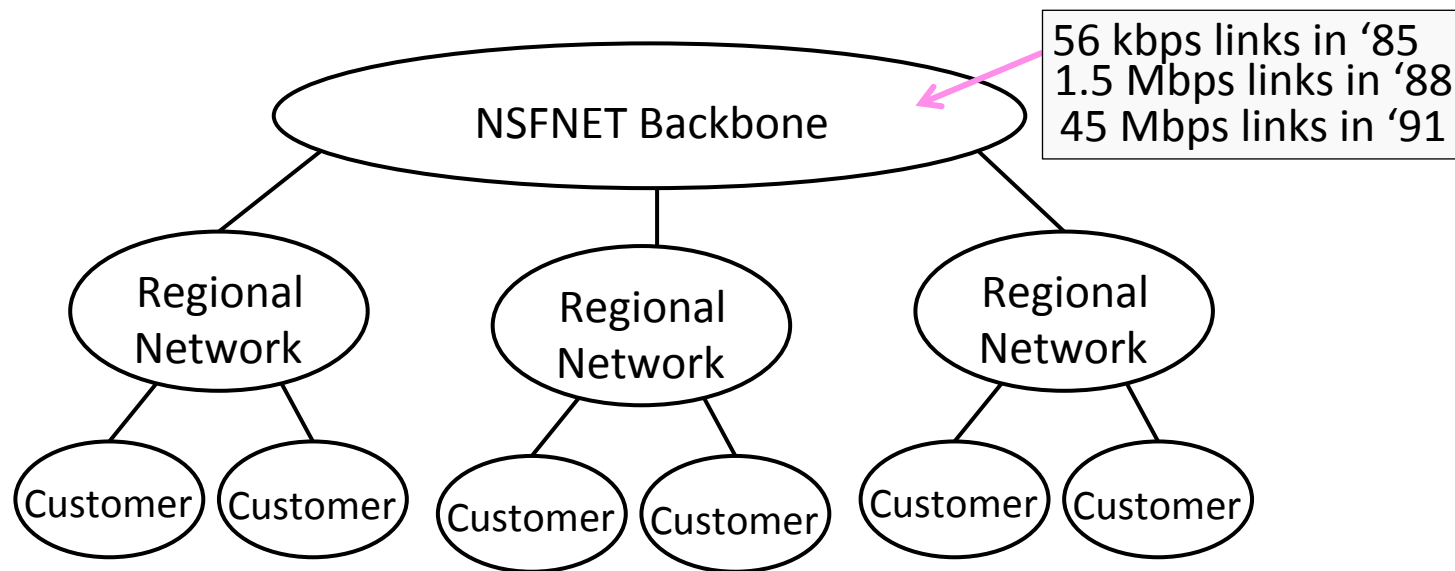 56 kbps links in ‘85
1.5 Mbps links in ‘88
45 Mbps links in ‘91
NSFNET Backbone
Regional
Network
Regional
Network
Regional
Network
Customer
Customer
Customer
Customer
Customer
Customer